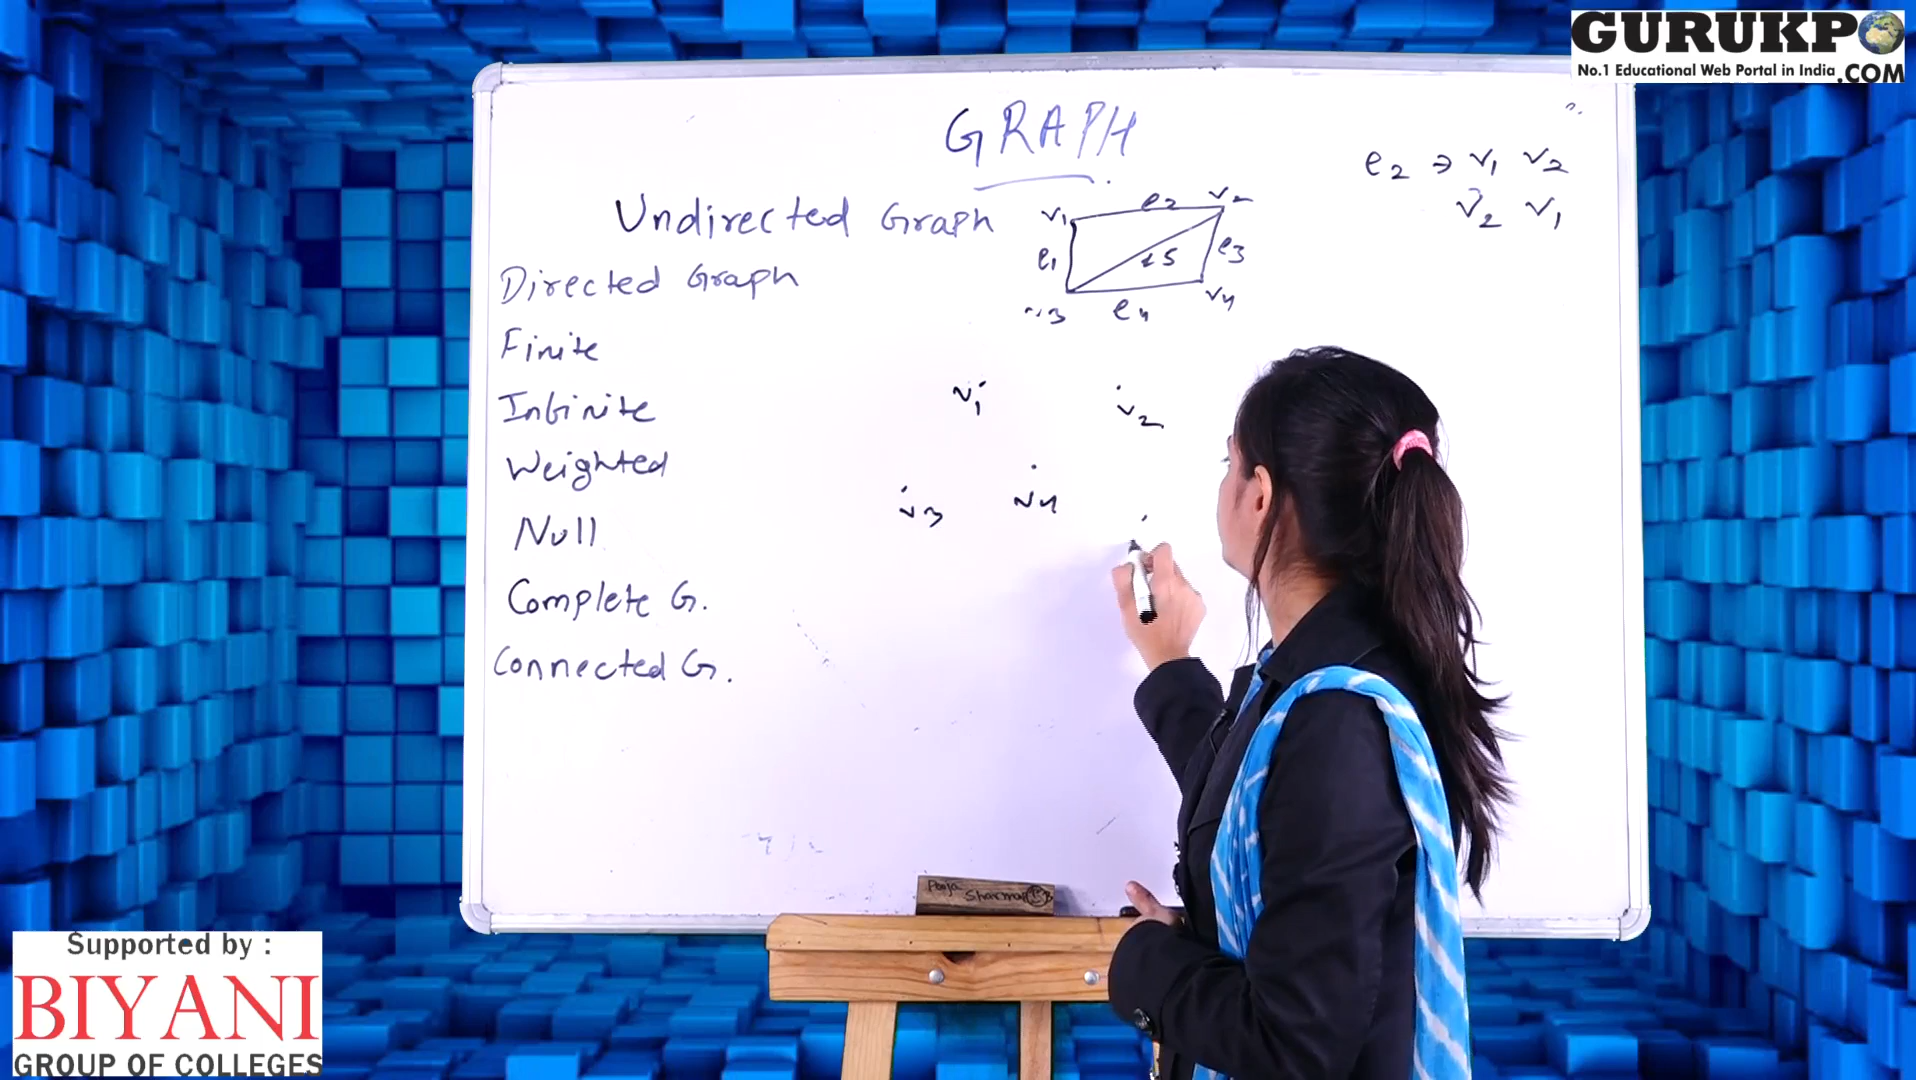 GURUKPO
No.1 Educational Web Portal in India .COM
GRAPH
e2 ⇒ v1 v2
v2 v1
Undirected Graph
v1 e2 v2
e1 e5 e3
v3 e4 v4
Directed Graph
Finite
Infinite
Weighted
Null
Complete G.
Connected G.
v1 v2
v3 v4
Pooja
Sharma
Supported by :
BIYANI
GROUP OF COLLEGES